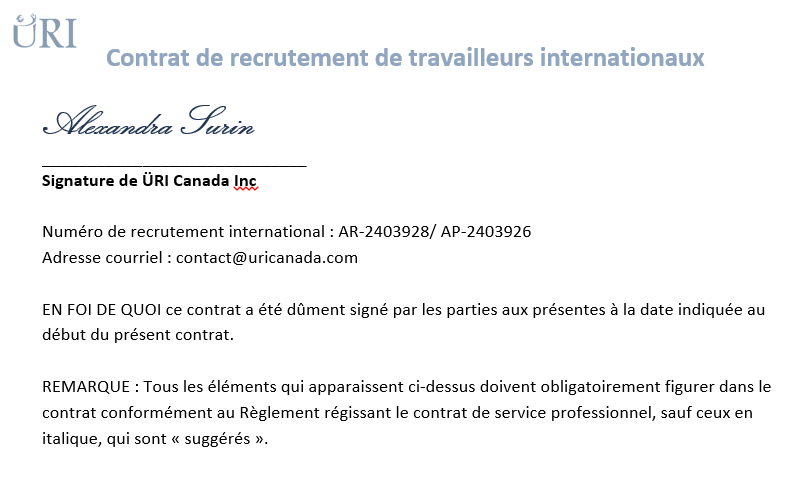 ÜRI
Contrat de recrutement de travailleurs internationaux
Alexandra Surin
Signature de ÜRI Canada Inc
Numéro de recrutement international : AR-2403928/ AP-2403926
Adresse courriel : contact@uricanada.com
EN FOI DE QUOI ce contrat a été dûment signé par les parties aux présentes à la date indiquée au
début du présent contrat.
REMARQUE : Tous les éléments qui apparaissent ci-dessus doivent obligatoirement figurer dans le
contrat conformément au Règlement régissant le contrat de service professionnel, sauf ceux en
italique, qui sont « suggérés ».